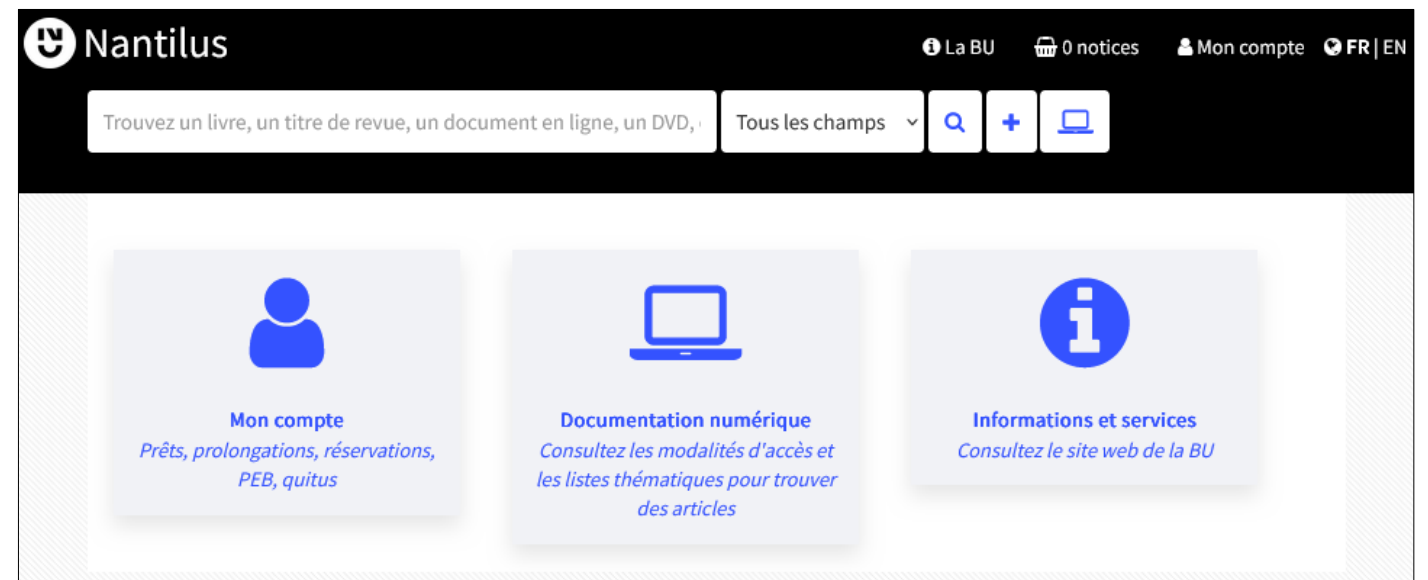 Nantilus
La BU 0 notices Mon compte FR | EN
Trouvez un livre, un titre de revue, un document en ligne, un DVD,
Tous les champs
Mon compte
Prêts, prolongations, réservations,
PEB, quitus
Documentation numérique
Consultez les modalités d'accès et
les listes thématiques pour trouver
des articles
Informations et services
Consultez le site web de la BU